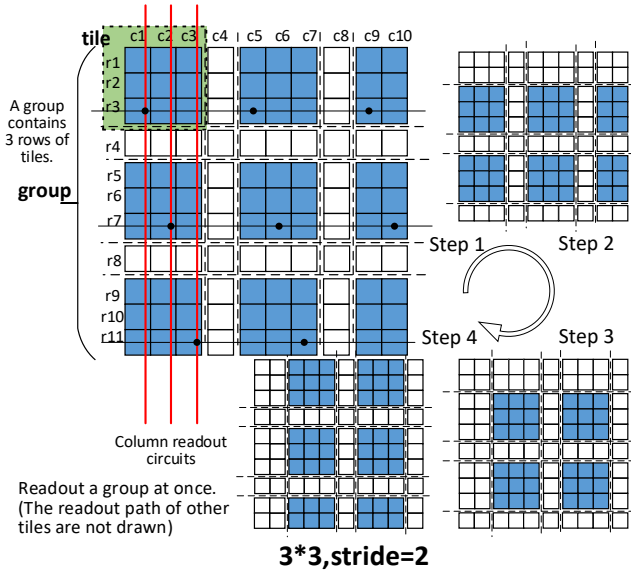 tile
c1 c2 c3 c4 c5 c6 c7 c8 c9 c10
r1
r2
r3
A group
contains
3 rows of
tiles.
r4
r5
group
r6
r7
r8
r9
r10
r11
Step 1
Step 2
Step 4
Step 3
Column readout
circuits
Readout a group at once.
(The readout path of other
tiles are not drawn)
3*3,stride=2